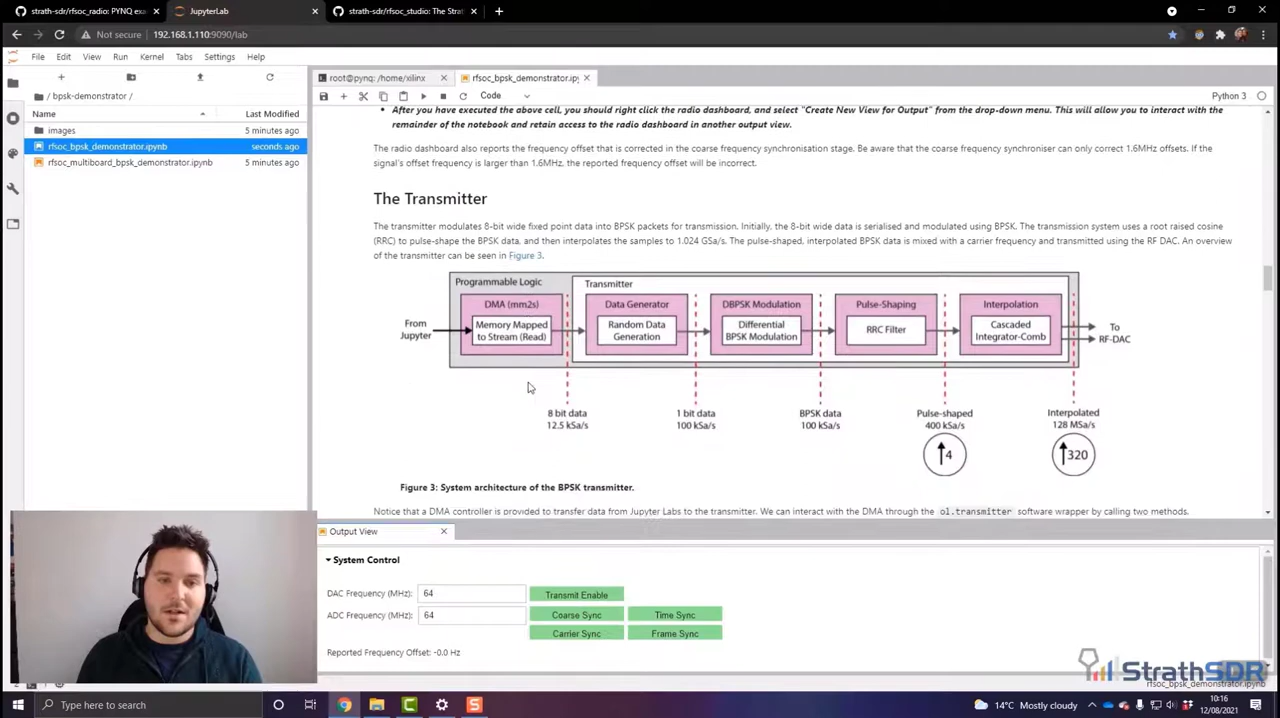 strath-sdr/rfsoc_radio: PYNQ exa
JupyterLab
strath-sdr/rfsoc_studio: The Strat
Not secure
192.168.1.110:9090/lab
File Edit View Run Kernel Tabs Settings Help
/ bpsk-demonstrator /
Name
Last Modified
images
5 minutes ago
rfsoc_bpsk_demonstrator.ipynb
seconds ago
rfsoc_multiboard_bpsk_demonstrator.ipynb
5 minutes ago
root@pynq: /home/xilinx
rfsoc_bpsk_demonstrator.ipy
Code
Python 3
After you have executed the above cell, you should right click the radio dashboard, and select "Create New View for Output" from the drop-down menu. This will allow you to interact with the
remainder of the notebook and retain access to the radio dashboard in another output view.
The radio dashboard also reports the frequency offset that is corrected in the coarse frequency synchronisation stage. Be aware that the coarse frequency synchroniser can only correct 1.6MHz offsets. If the
signal's offset frequency is larger than 1.6MHz, the reported frequency offset will be incorrect.
The Transmitter
The transmitter modulates 8-bit wide fixed point data into BPSK packets for transmission. Initially, the 8-bit wide data is serialised and modulated using BPSK. The transmission system uses a root raised cosine
(RRC) to pulse-shape the BPSK data, and then interpolates the samples to 1.024 GSa/s. The pulse-shaped, interpolated BPSK data is mixed with a carrier frequency and transmitted using the RF DAC. An overview
of the transmitter can be seen in Figure 3.
Programmable Logic
Transmitter
DMA (mm2s)
Data Generator
DBPSK Modulation
Pulse-Shaping
Interpolation
From
Jupyter
Memory Mapped
to Stream (Read)
Random Data
Generation
Differential
BPSK Modulation
RRC Filter
Cascaded
Integrator-Comb
To
RF-DAC
8 bit data
12.5 kSa/s
1 bit data
100 kSa/s
BPSK data
100 kSa/s
Pulse-shaped
400 kSa/s
Interpolated
128 MSa/s
4
320
Figure 3: System architecture of the BPSK transmitter.
Notice that a DMA controller is provided to transfer data from Jupyter Labs to the transmitter. We can interact with the DMA through the ol.transmitter software wrapper by calling two methods.
Output View
System Control
DAC Frequency (MHz):
64
Transmit Enable
ADC Frequency (MHz):
64
Coarse Sync
Time Sync
Carrier Sync
Frame Sync
Reported Frequency Offset: -0.0 Hz
StrathSDR
rfsoc_bpsk_demonstrator.ipynb
Type here to search
14°C Mostly cloudy
10:16
12/08/2021